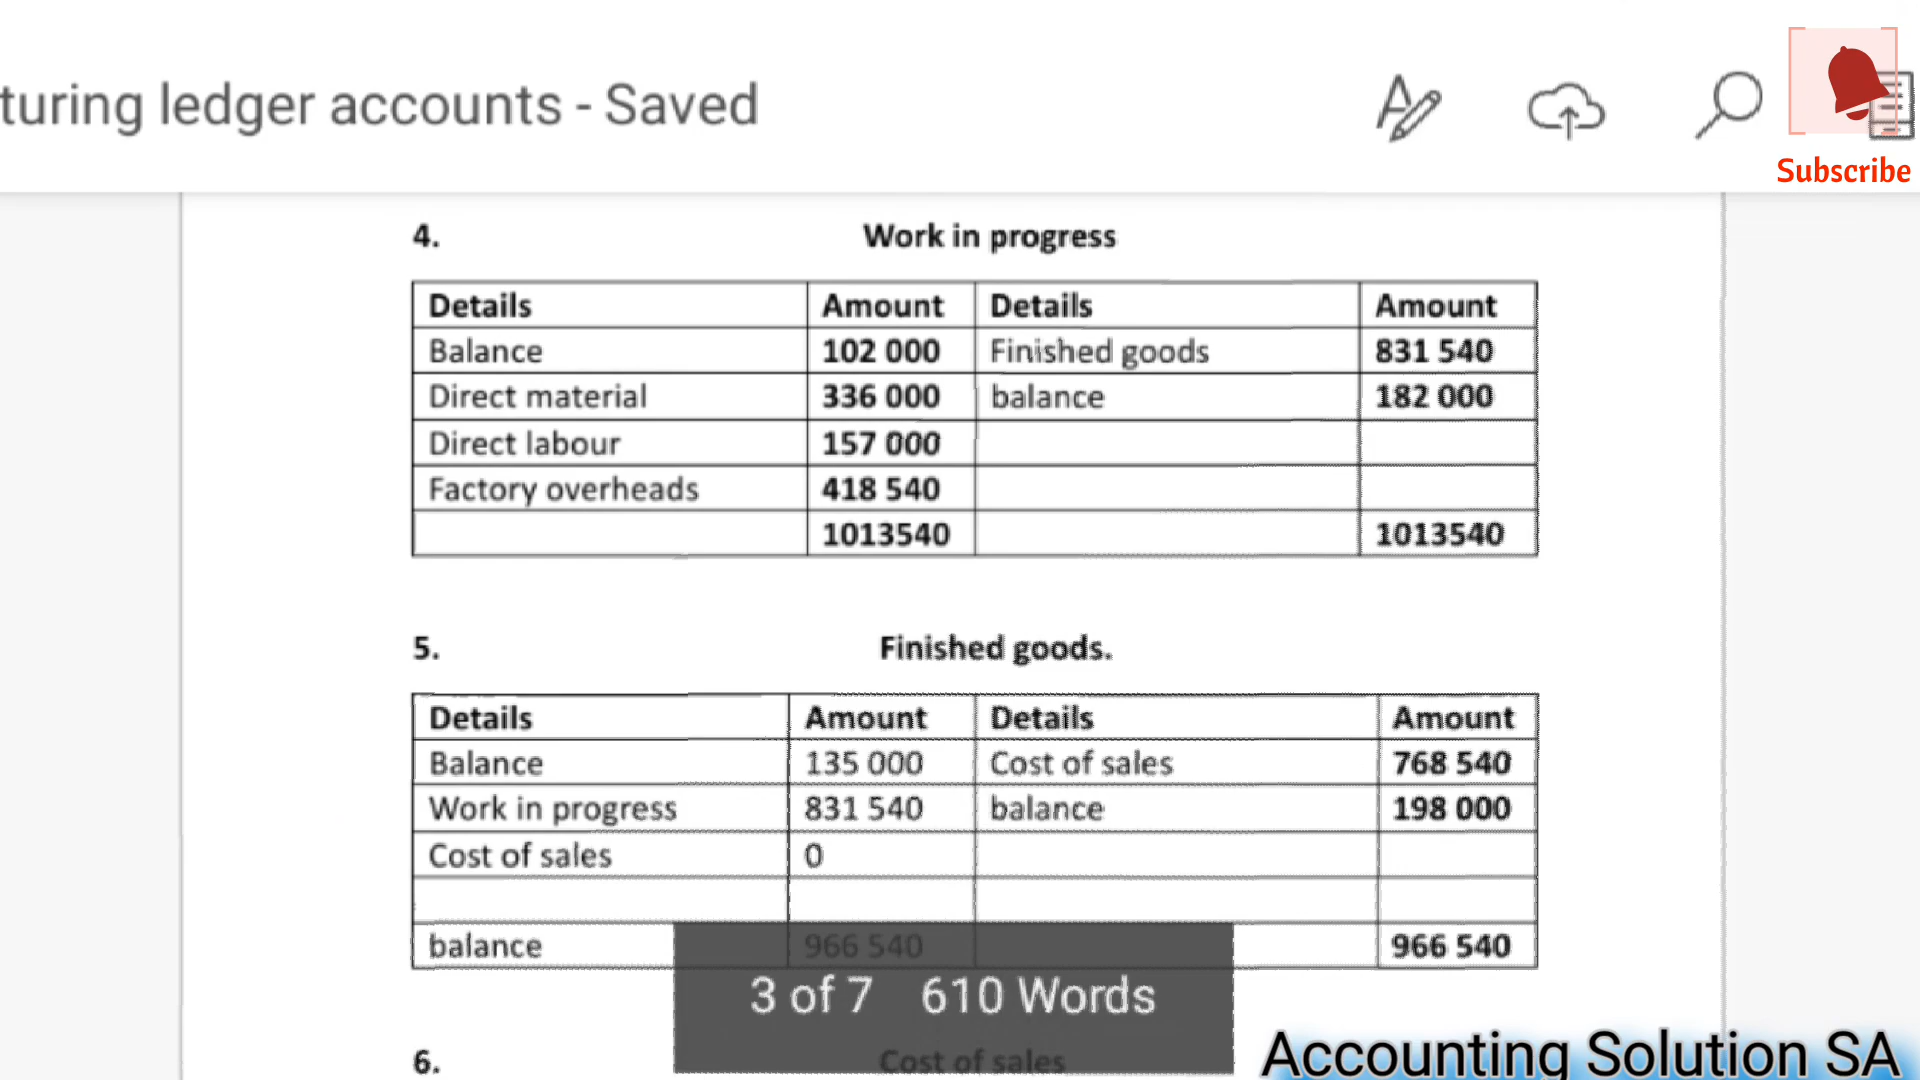 turing ledger accounts - Saved
Subscribe
4. Work in progress
Details Amount Details Amount
Balance 102 000 Finished goods 831 540
Direct material 336 000 balance 182 000
Direct labour 157 000
Factory overheads 418 540
1013540 1013540
5. Finished goods.
Details Amount Details Amount
Balance 135 000 Cost of sales 768 540
Work in progress 831 540 balance 198 000
Cost of sales 0
balance 966 540 966 540
3 of 7 610 Words
6. Cost of sales
Accounting Solution SA